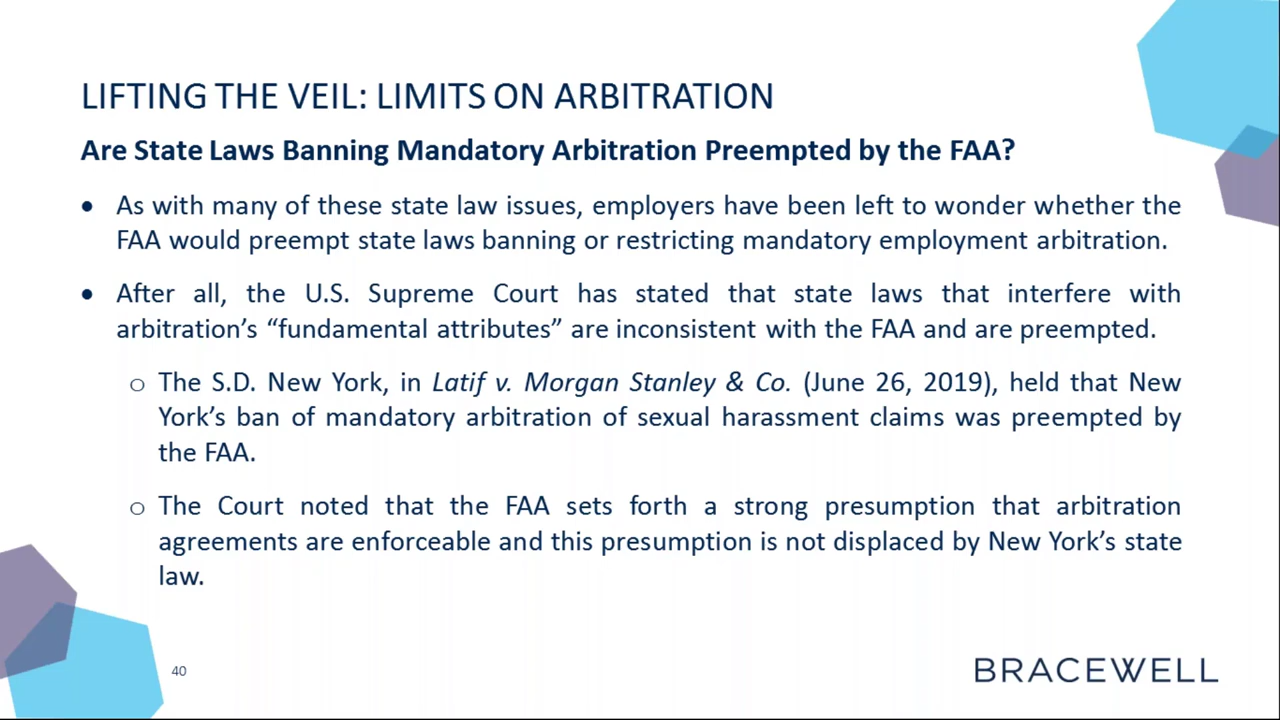 LIFTING THE VEIL: LIMITS ON ARBITRATION
Are State Laws Banning Mandatory Arbitration Preempted by the FAA?
• As with many of these state law issues, employers have been left to wonder whether the
FAA would preempt state laws banning or restricting mandatory employment arbitration.
• After all, the U.S. Supreme Court has stated that state laws that interfere with
arbitration’s “fundamental attributes” are inconsistent with the FAA and are preempted.
o The S.D. New York, in Latif v. Morgan Stanley & Co. (June 26, 2019), held that New
York’s ban of mandatory arbitration of sexual harassment claims was preempted by
the FAA.
o The Court noted that the FAA sets forth a strong presumption that arbitration
agreements are enforceable and this presumption is not displaced by New York’s state
law.
40
BRACEWELL